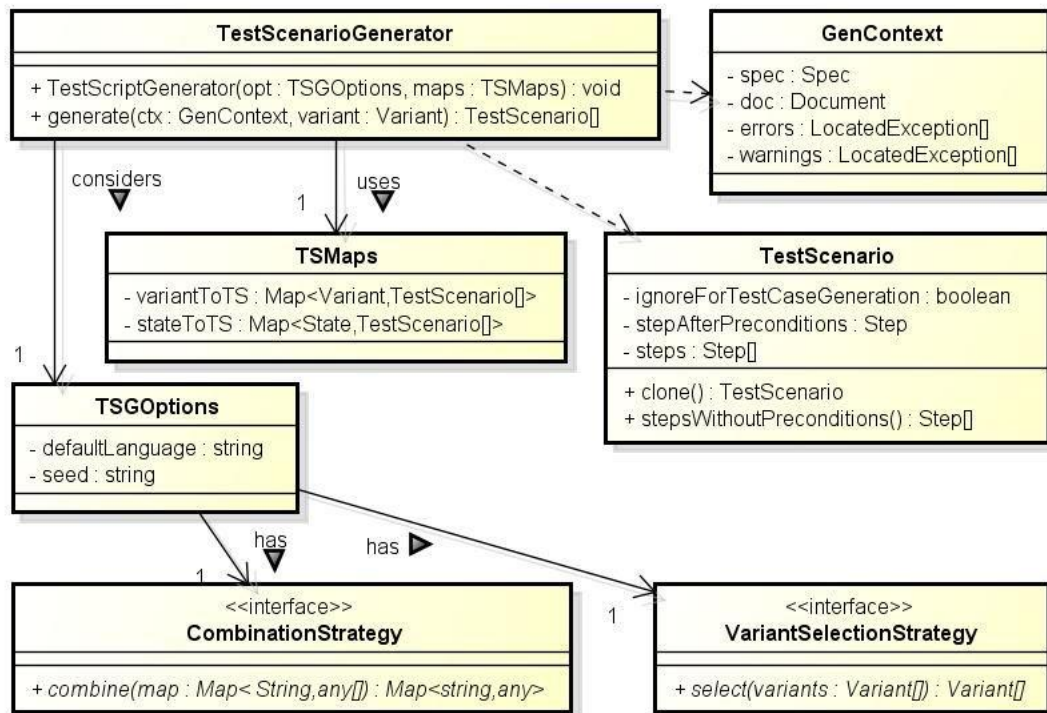 TestScenarioGenerator
+ TestScriptGenerator(opt : TSGOptions, maps : TSMaps) : void
+ generate(ctx : GenContext, variant : Variant) : TestScenario[]
GenContext
- spec : Spec
- doc : Document
- errors : LocatedException[]
- warnings : LocatedException[]
considers
uses
1
TSMaps
- variantToTS : Map<Variant,TestScenario[]>
- stateToTS : Map<State,TestScenario[]>
TestScenario
- ignoreForTestCaseGeneration : boolean
- stepAfterPreconditions : Step
- steps : Step[]
+ clone() : TestScenario
+ stepsWithoutPreconditions() : Step[]
1
TSGOptions
- defaultLanguage : string
- seed : string
has
has
1
1
<<interface>>
CombinationStrategy
+ combine(map : Map< String,any[]) : Map<string,any>
<<interface>>
VariantSelectionStrategy
+ select(variants : Variant[]) : Variant[]